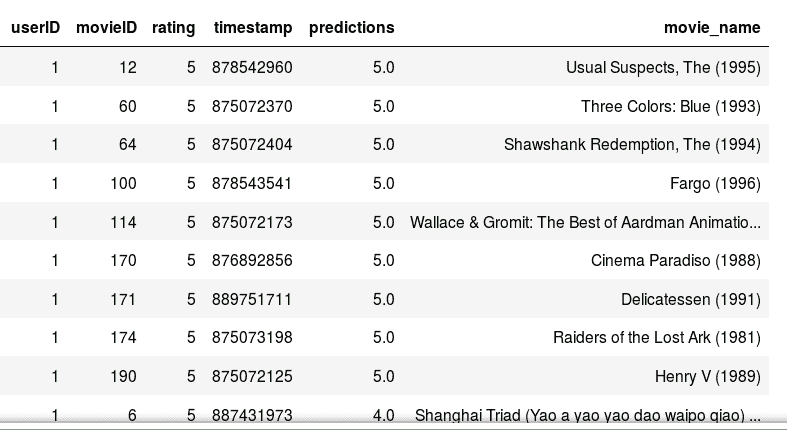 userID movieID rating timestamp predictions movie_name
1 12 5 878542960 5.0 Usual Suspects, The (1995)
1 60 5 875072370 5.0 Three Colors: Blue (1993)
1 64 5 875072404 5.0 Shawshank Redemption, The (1994)
1 100 5 878543541 5.0 Fargo (1996)
1 114 5 875072173 5.0 Wallace & Gromit: The Best of Aardman Animatio...
1 170 5 876892856 5.0 Cinema Paradiso (1988)
1 171 5 889751711 5.0 Delicatessen (1991)
1 174 5 875073198 5.0 Raiders of the Lost Ark (1981)
1 190 5 875072125 5.0 Henry V (1989)
1 6 5 887431973 4.0 Shanghai Triad (Yao a yao yao dao waipo qiao) ...